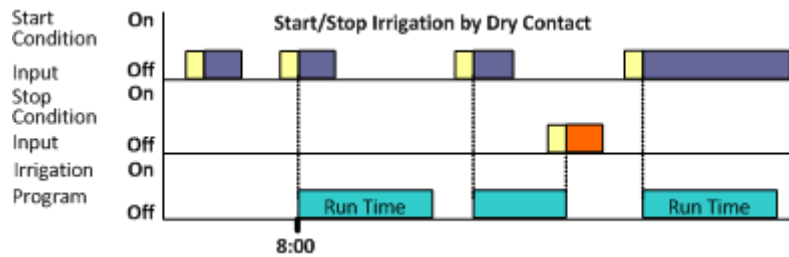 Start/Stop Irrigation by Dry Contact
Start
Condition
On
Input
Off
Stop
Condition
On
Input
Off
Irrigation
On
Program
Off
Run Time
Run Time
8:00